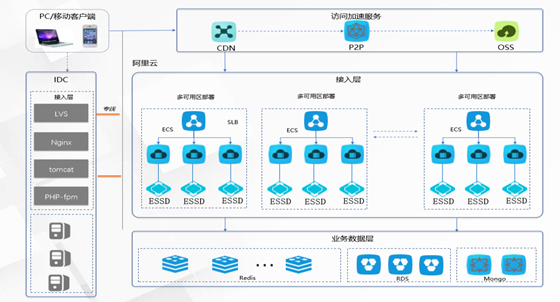 PC/移动客户端
访问加速服务
CDN
P2P
OSS
阿里云
IDC
接入层
LVS
Nginx
tomcat
PHP-fpm
专线
接入层
多可用区部署
多可用区部署
多可用区部署
ECS
SLB
ECS
ECS
ESSD
ESSD
ESSD
ESSD
ESSD
ESSD
ESSD
ESSD
ESSD
业务数据层
Redis
RDS
Mongo